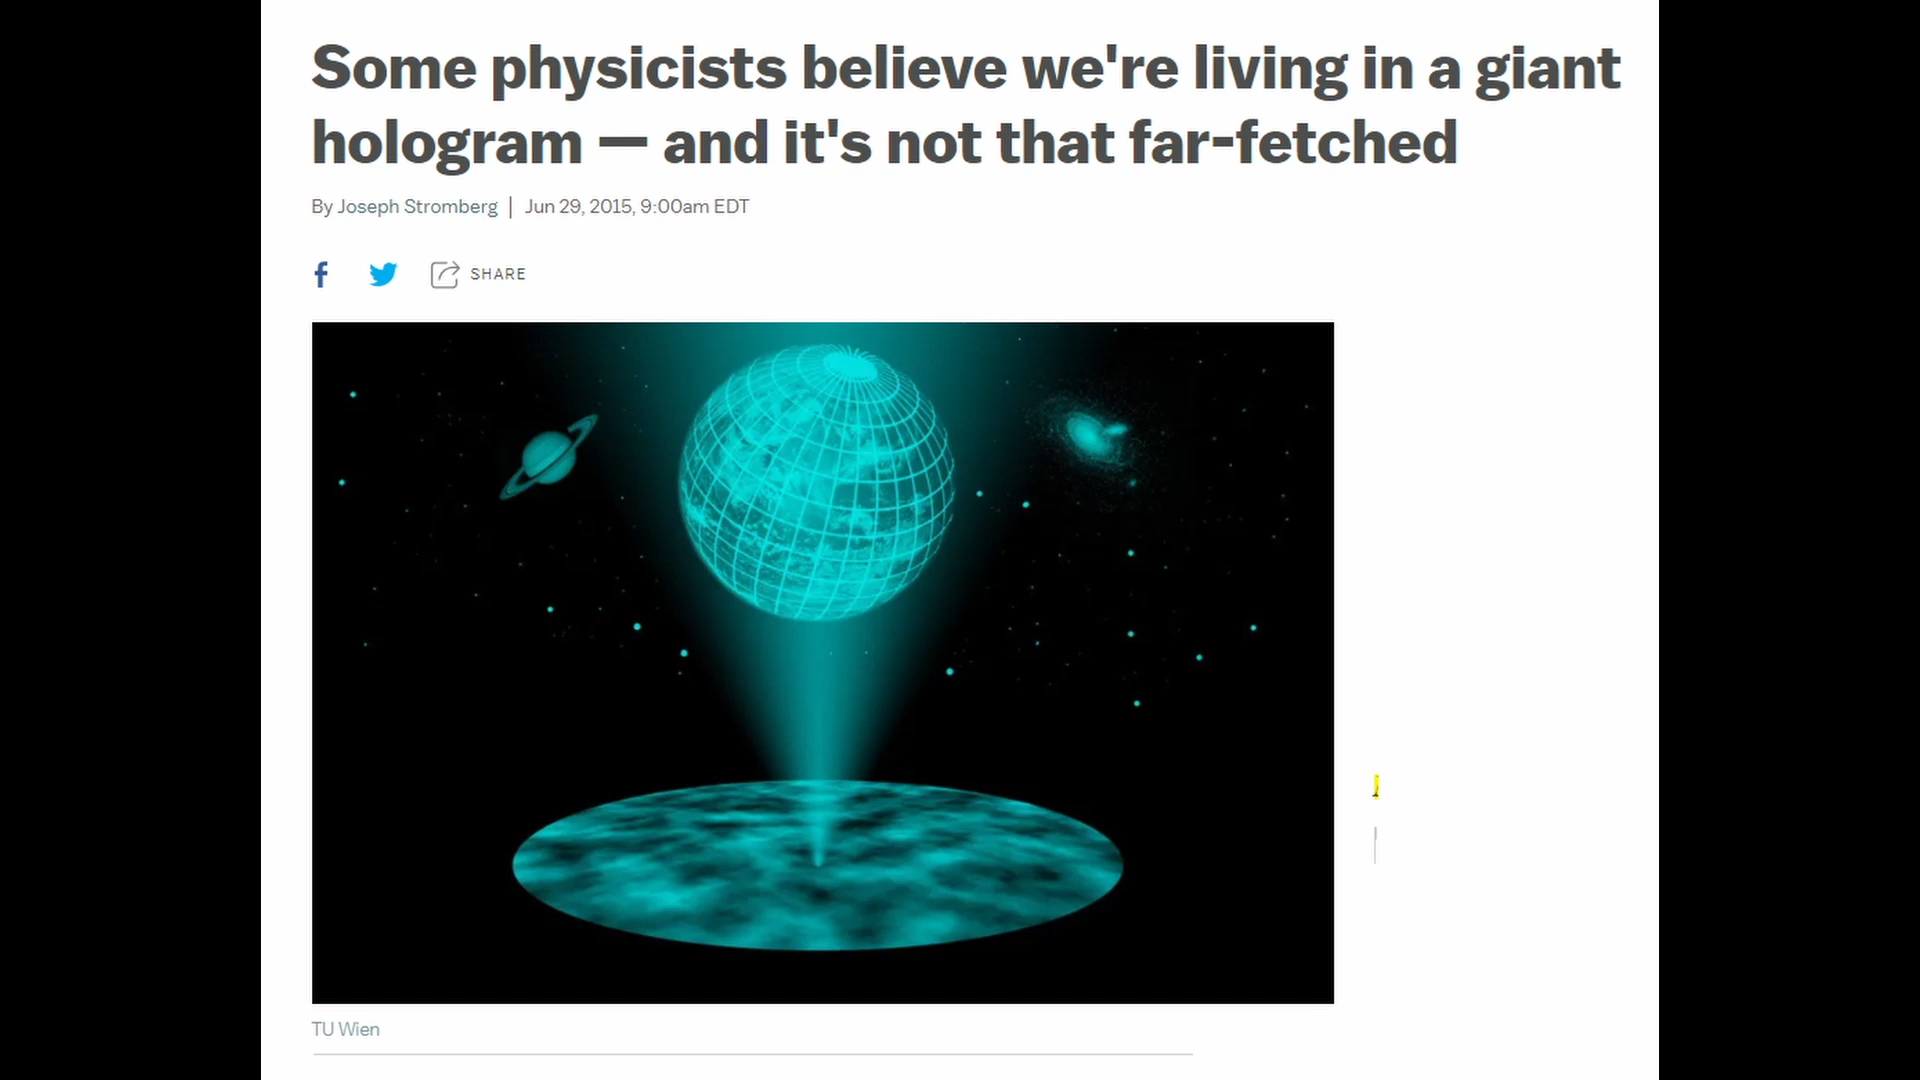 Some physicists believe we're living in a giant
hologram — and it's not that far-fetched
By Joseph Stromberg | Jun 29, 2015, 9:00am EDT
SHARE
TU Wien